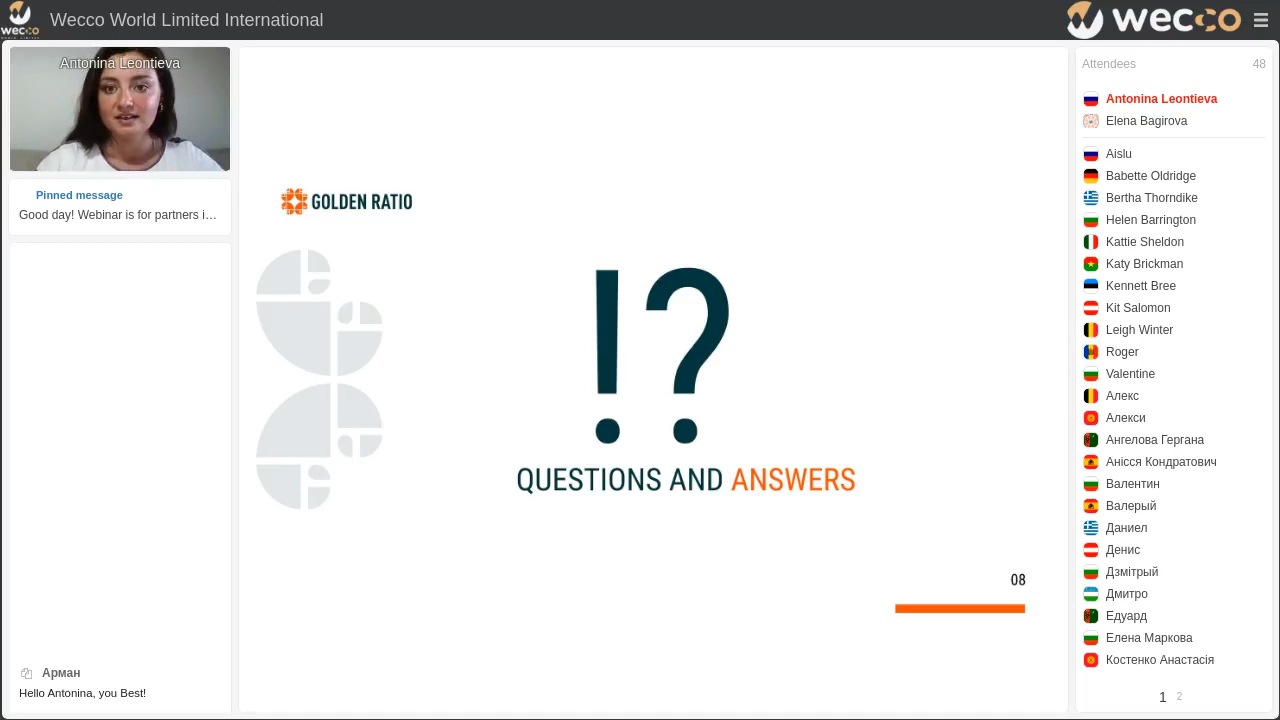 wecco
WORLD LIMITED
Wecco World Limited International
wecco
Antonina Leontieva
Pinned message
Good day! Webinar is for partners i…
Арман
Hello Antonina, you Best!
GOLDEN RATIO
!?
QUESTIONS AND ANSWERS
08
Attendees 48
Antonina Leontieva
Elena Bagirova
Aislu
Babette Oldridge
Bertha Thorndike
Helen Barrington
Kattie Sheldon
Katy Brickman
Kennett Bree
Kit Salomon
Leigh Winter
Roger
Valentine
Алекс
Алекси
Ангелова Гергана
Анісся Кондратович
Валентин
Валерый
Даниел
Денис
Дзмітрый
Дмитро
Едуард
Елена Маркова
Костенко Анастасія
1 2